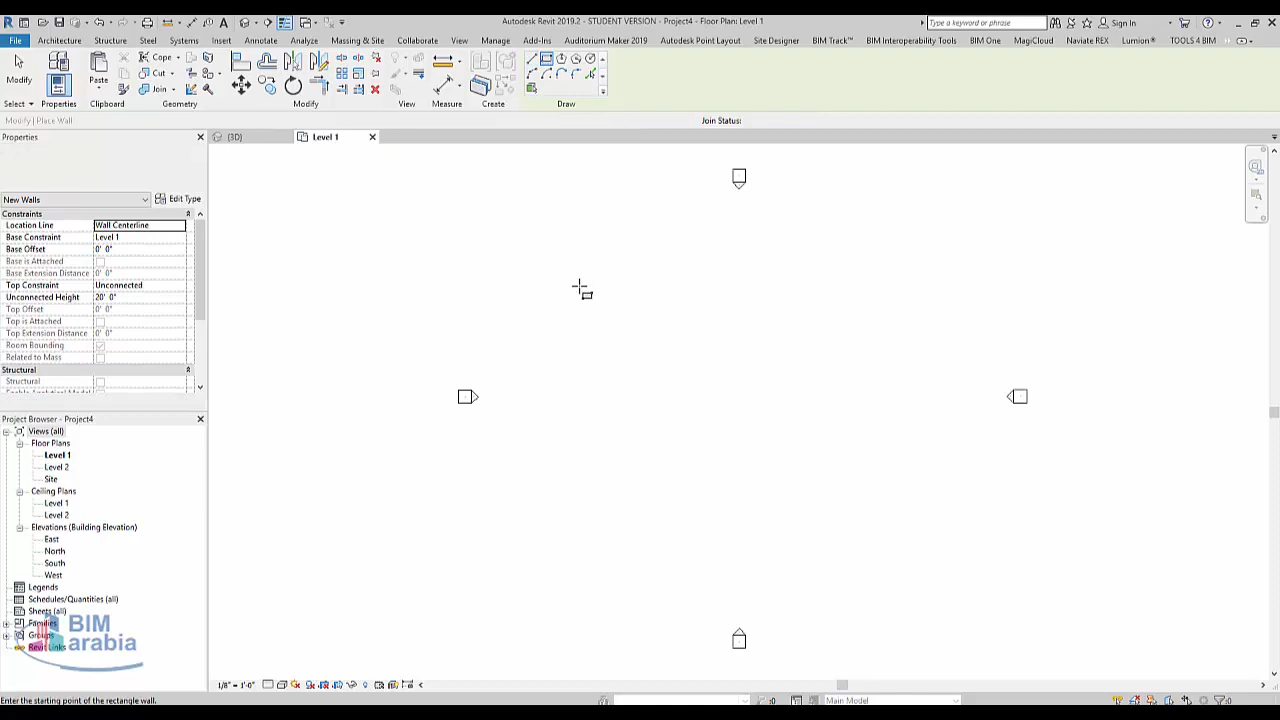 Autodesk Revit 2019.2 - STUDENT VERSION - Project4 - Floor Plan: Level 1
Type a keyword or phrase
Sign In
File Architecture Structure Steel Systems Insert Annotate Analyze Massing & Site Collaborate View Manage Add-Ins Auditorium Maker 2019 Autodesk Point Layout Site Designer BIM Track™ BIM Interoperability Tools BIM One MagiCloud Naviate REX Lumion® TOOLS 4 BIM
Modify
Paste
Cope
Cut
Join
Select Properties Clipboard Geometry Modify View Measure Create Draw
Modify | Place Wall
Join Status:
Properties
(3D)
Level 1
New Walls
Edit Type
Constraints
Location Line Wall Centerline
Base Constraint Level 1
Base Offset 0' 0"
Base is Attached
Base Extension Distance 0' 0"
Top Constraint Unconnected
Unconnected Height 20' 0"
Top Offset 0' 0"
Top is Attached
Top Extension Distance 0' 0"
Room Bounding
Related to Mass
Structural
Structural
Enable Analytical Model
Project Browser - Project4
Views (all)
Floor Plans
Level 1
Level 2
Site
Ceiling Plans
Level 1
Level 2
Elevations (Building Elevation)
East
North
South
West
Legends
Schedules/Quantities (all)
Sheets (all)
Families
Groups
Revit Links
BIM
arabia
1/8" = 1'-0"
Enter the starting point of the rectangle wall.
:0
Main Model
:0